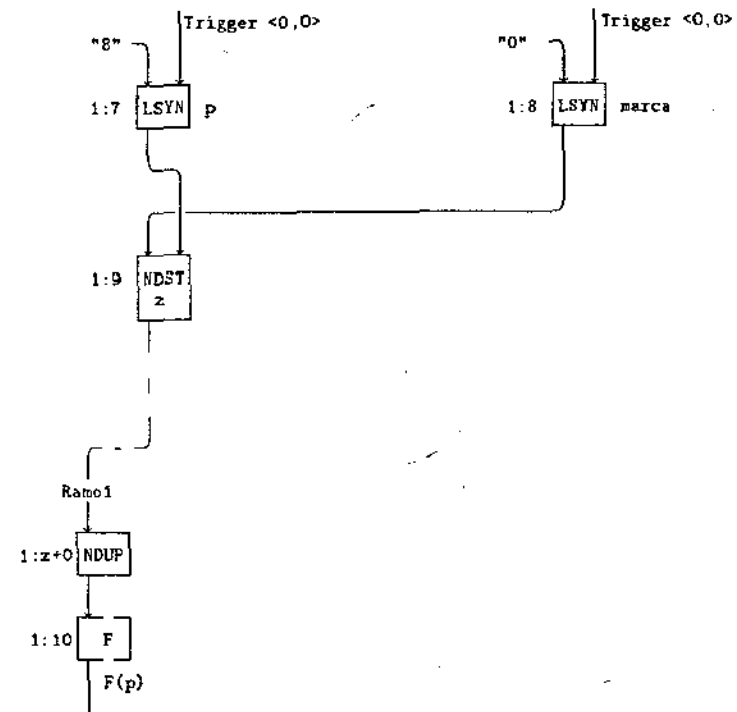 Trigger <0,0>
Trigger <0,0>
"8"
"0"
1:7 LSYN p
1:8 LSYN marca
1:9 NDST
z
Ramo1
1:z+0 NDUP
1:10 F
F(p)